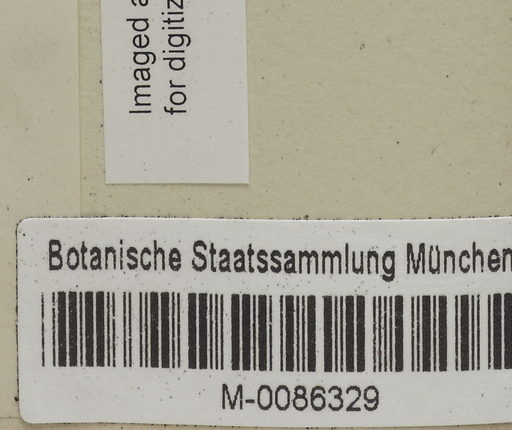 Imaged a
for digitiz
Botanische Staatssammlung München
M-0086329